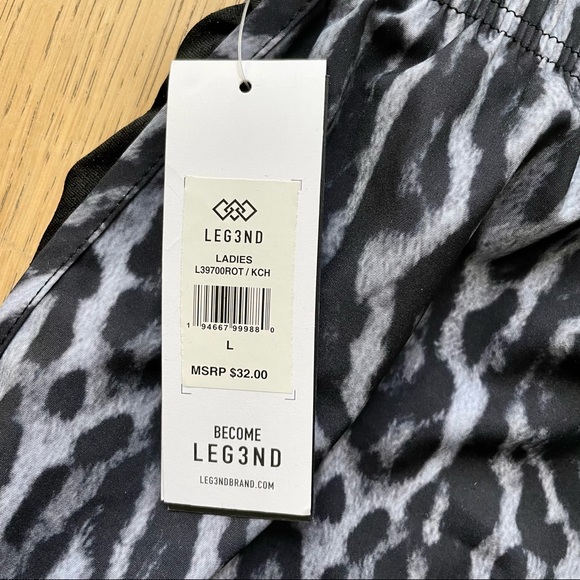 LEG3ND
LADIES
L39700ROT / KCH
1 94667 99988 0
L
MSRP $32.00
BECOME
LEG3ND
LEG3NDBRAND.COM